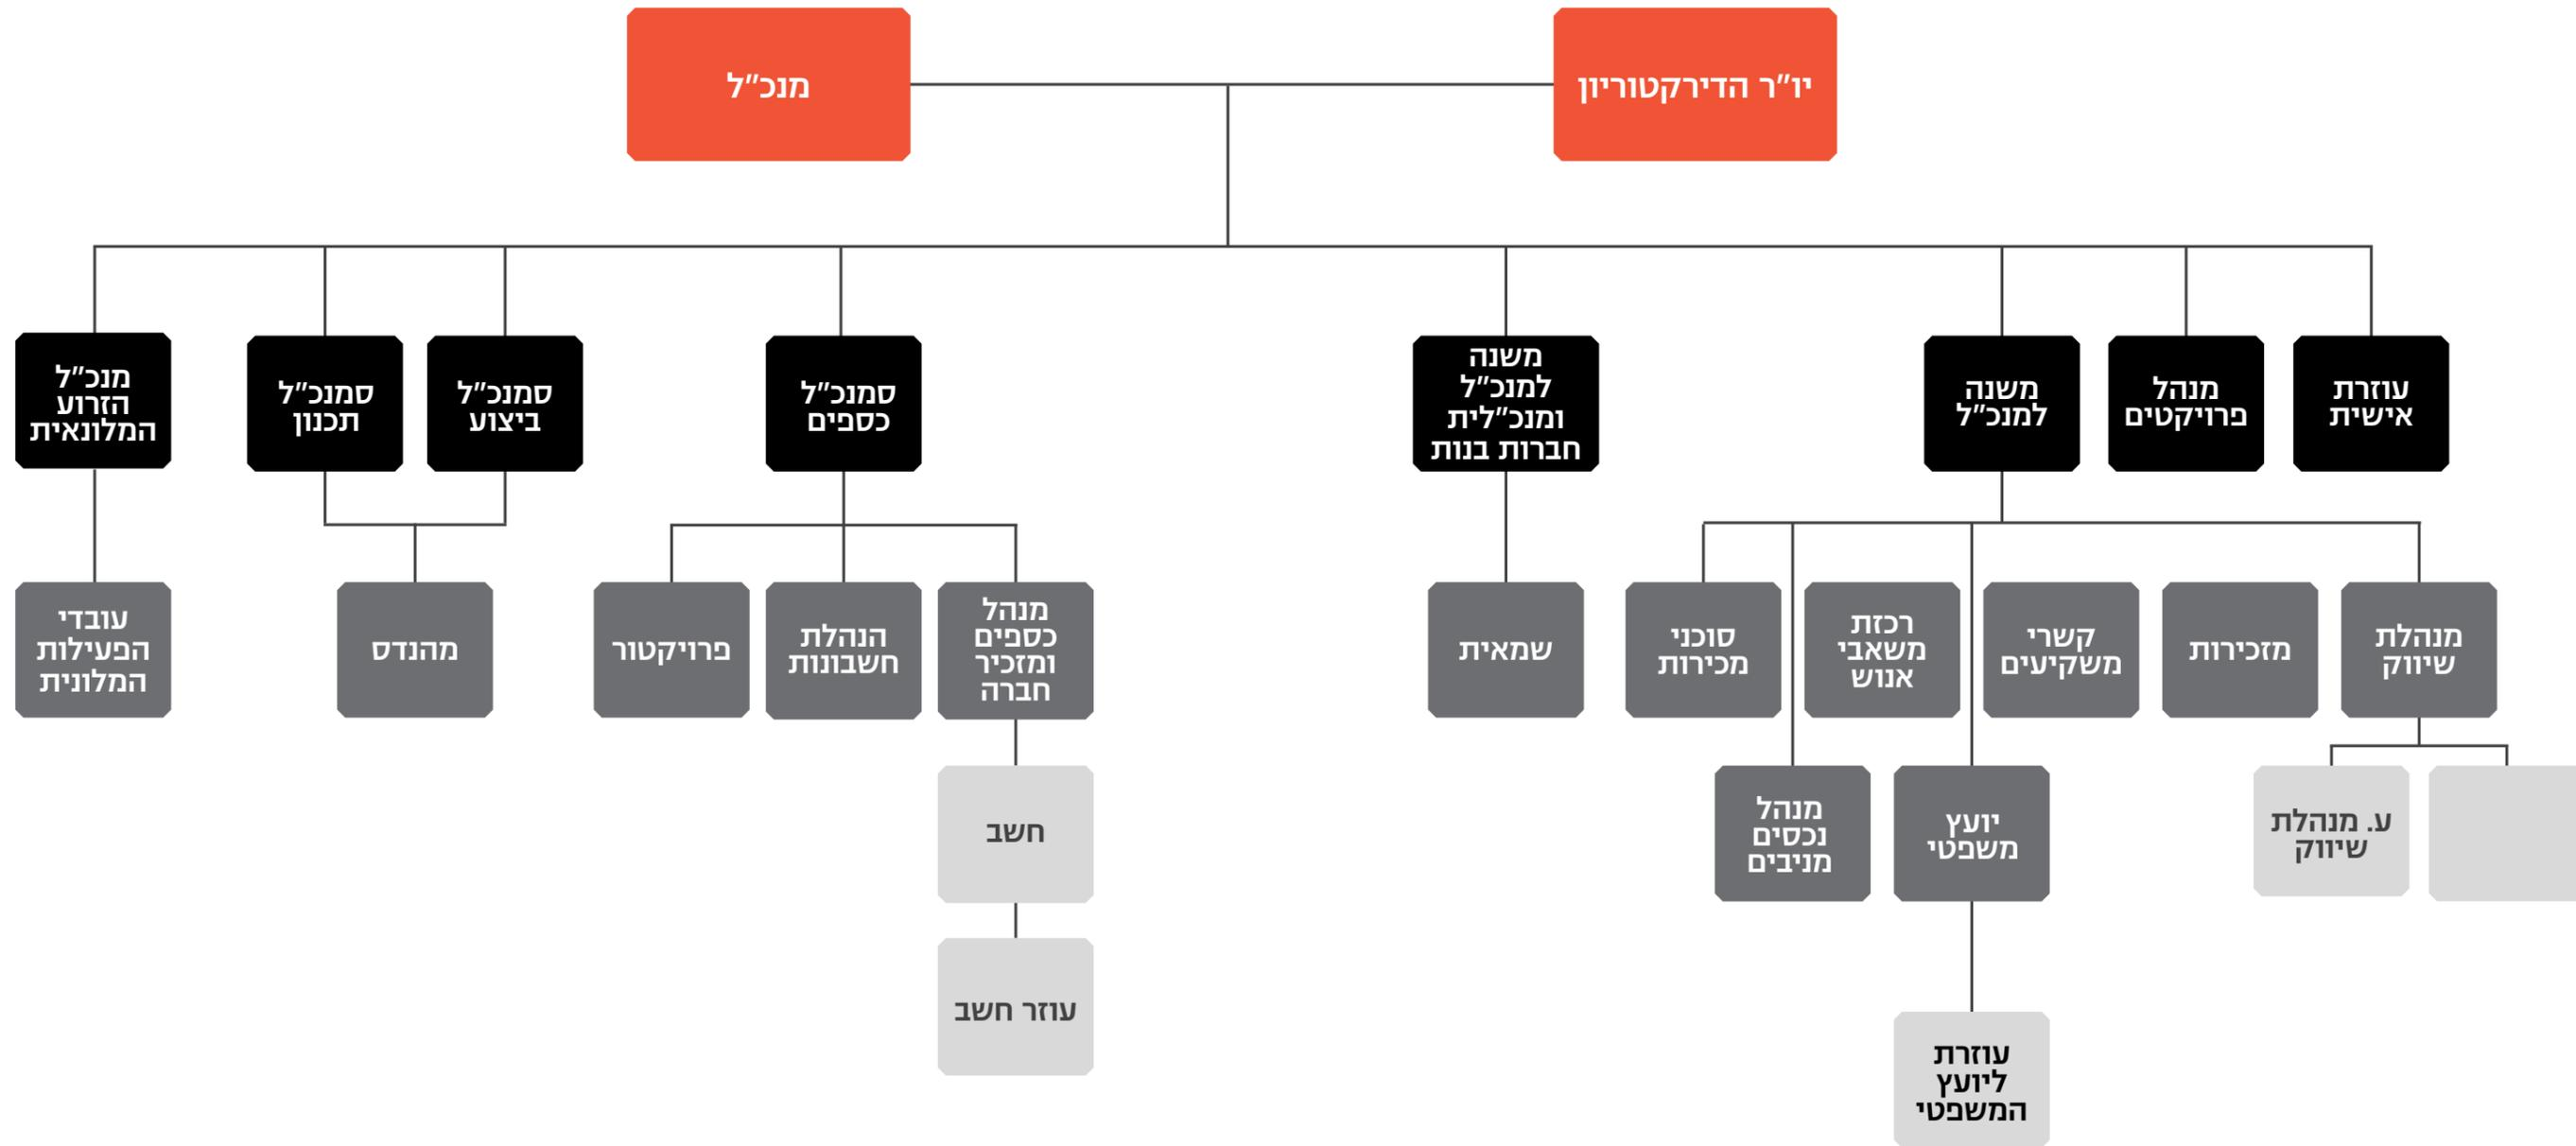 יו"ר הדירקטוריון
מנכ"ל
עוזרת
אישית
מנהל
פרויקטים
משנה
למנכ"ל
משנה
למנכ"ל
ומנכ"לית
חברות בנות
סמנכ"ל
כספים
סמנכ"ל
ביצוע
סמנכ"ל
תכנון
מנכ"ל
הזרוע
המלונאית
מנהלת
שיווק
מזכירות
קשרי
משקיעים
רכזת
משאבי
אנוש
סוכני
מכירות
שמאית
מנהל
כספים
ומזכיר
חברה
הנהלת
חשבונות
פרויקטור
מהנדס
עובדי
הפעילות
המלונית
ע. מנהלת
שיווק
יועץ
משפטי
מנהל
נכסים
מניבים
חשב
עוזר חשב
עוזרת
ליועץ
המשפטי